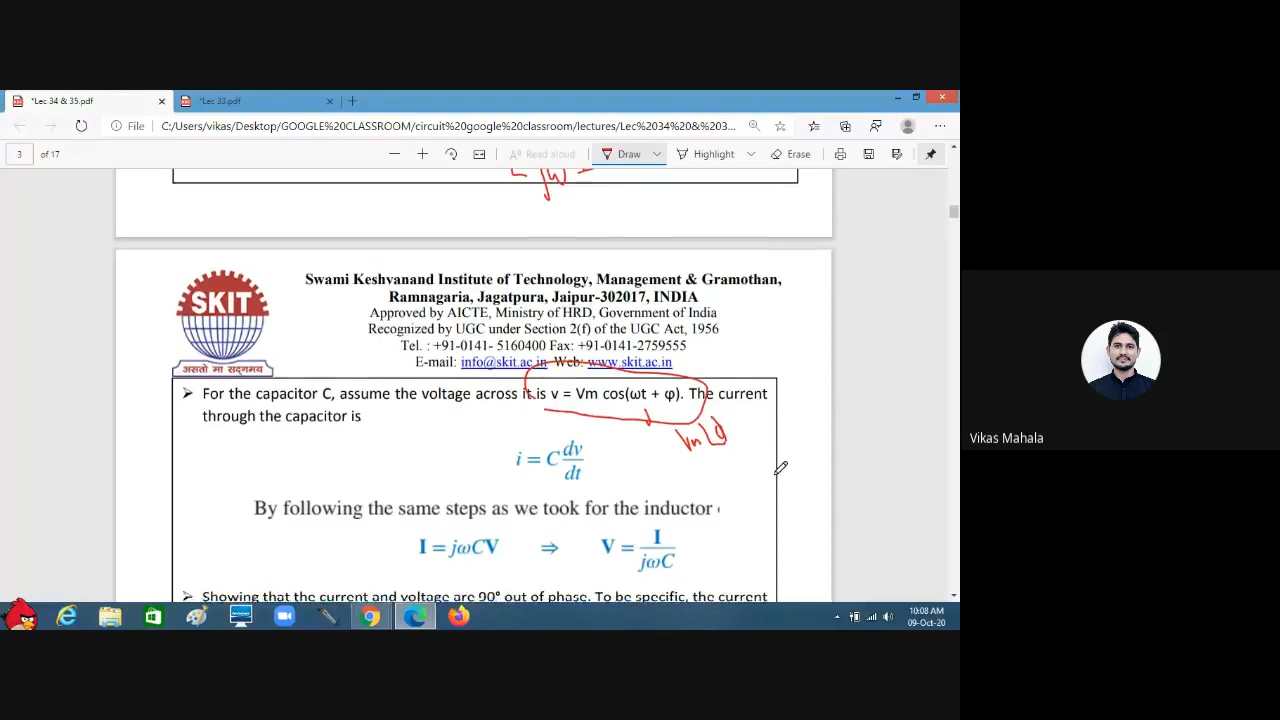 *Lec 34 & 35.pdf
*Lec 33.pdf
File
C:/Users/vikas/Desktop/GOOGLE%20CLASSROOM/circuit%20google%20classroom/lectures/Lec%2034%20&%203...
3 of 17
Read aloud
Draw
Highlight
Erase
jω
SKIT
असतो मा सद्गमय
Swami Keshvanand Institute of Technology, Management & Gramothan,
Ramnagaria, Jagatpura, Jaipur-302017, INDIA
Approved by AICTE, Ministry of HRD, Government of India
Recognized by UGC under Section 2(f) of the UGC Act, 1956
Tel. : +91-0141- 5160400 Fax: +91-0141-2759555
E-mail: info@skit.ac.in Web: www.skit.ac.in
➢ For the capacitor C, assume the voltage across it is v = Vm cos(ωt + φ). The current
through the capacitor is
Vm
i = C dv/dt
By following the same steps as we took for the inductor
I = jωCV ⇒ V = I/jωC
➢ Showing that the current and voltage are 90° out of phase. To be specific, the current
10:08 AM
09-Oct-20
Vikas Mahala